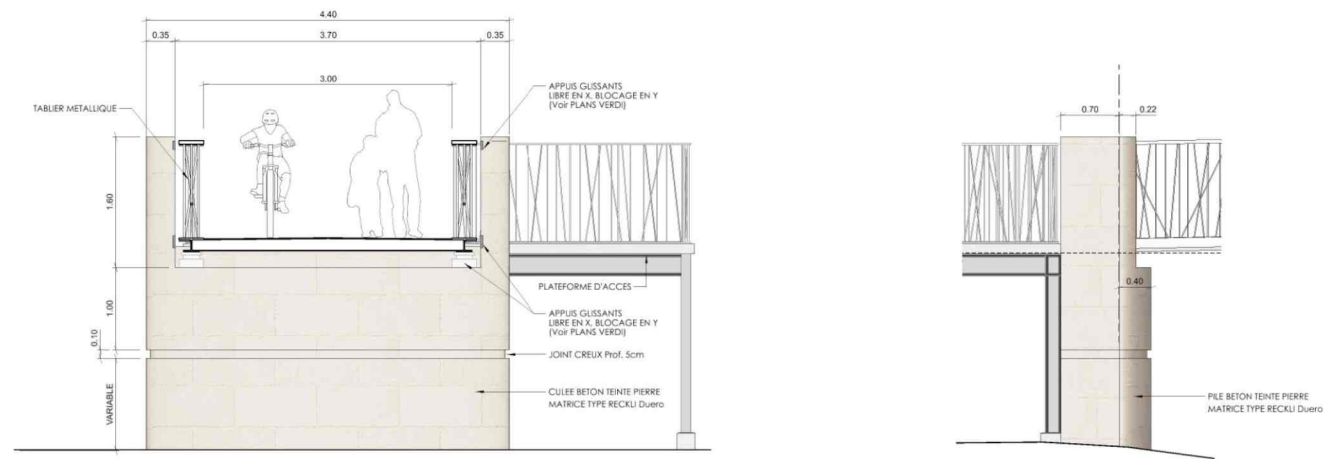 4.40
0.35 3.70 0.35
3.00
TABLIER METALLIQUE
APPUIS GLISSANTS
LIBRE EN X, BLOCAGE EN Y
(Voir PLANS VERDI)
1.60
PLATEFORME D'ACCES
1.00
APPUIS GLISSANTS
LIBRE EN X, BLOCAGE EN Y
(Voir PLANS VERDI)
0.10
JOINT CREUX Prof. 5cm
VARIABLE
CULEE BETON TEINTE PIERRE
MATRICE TYPE RECKLI Duero
0.70 0.22
0.40
PILE BETON TEINTE PIERRE
MATRICE TYPE RECKLI Duero